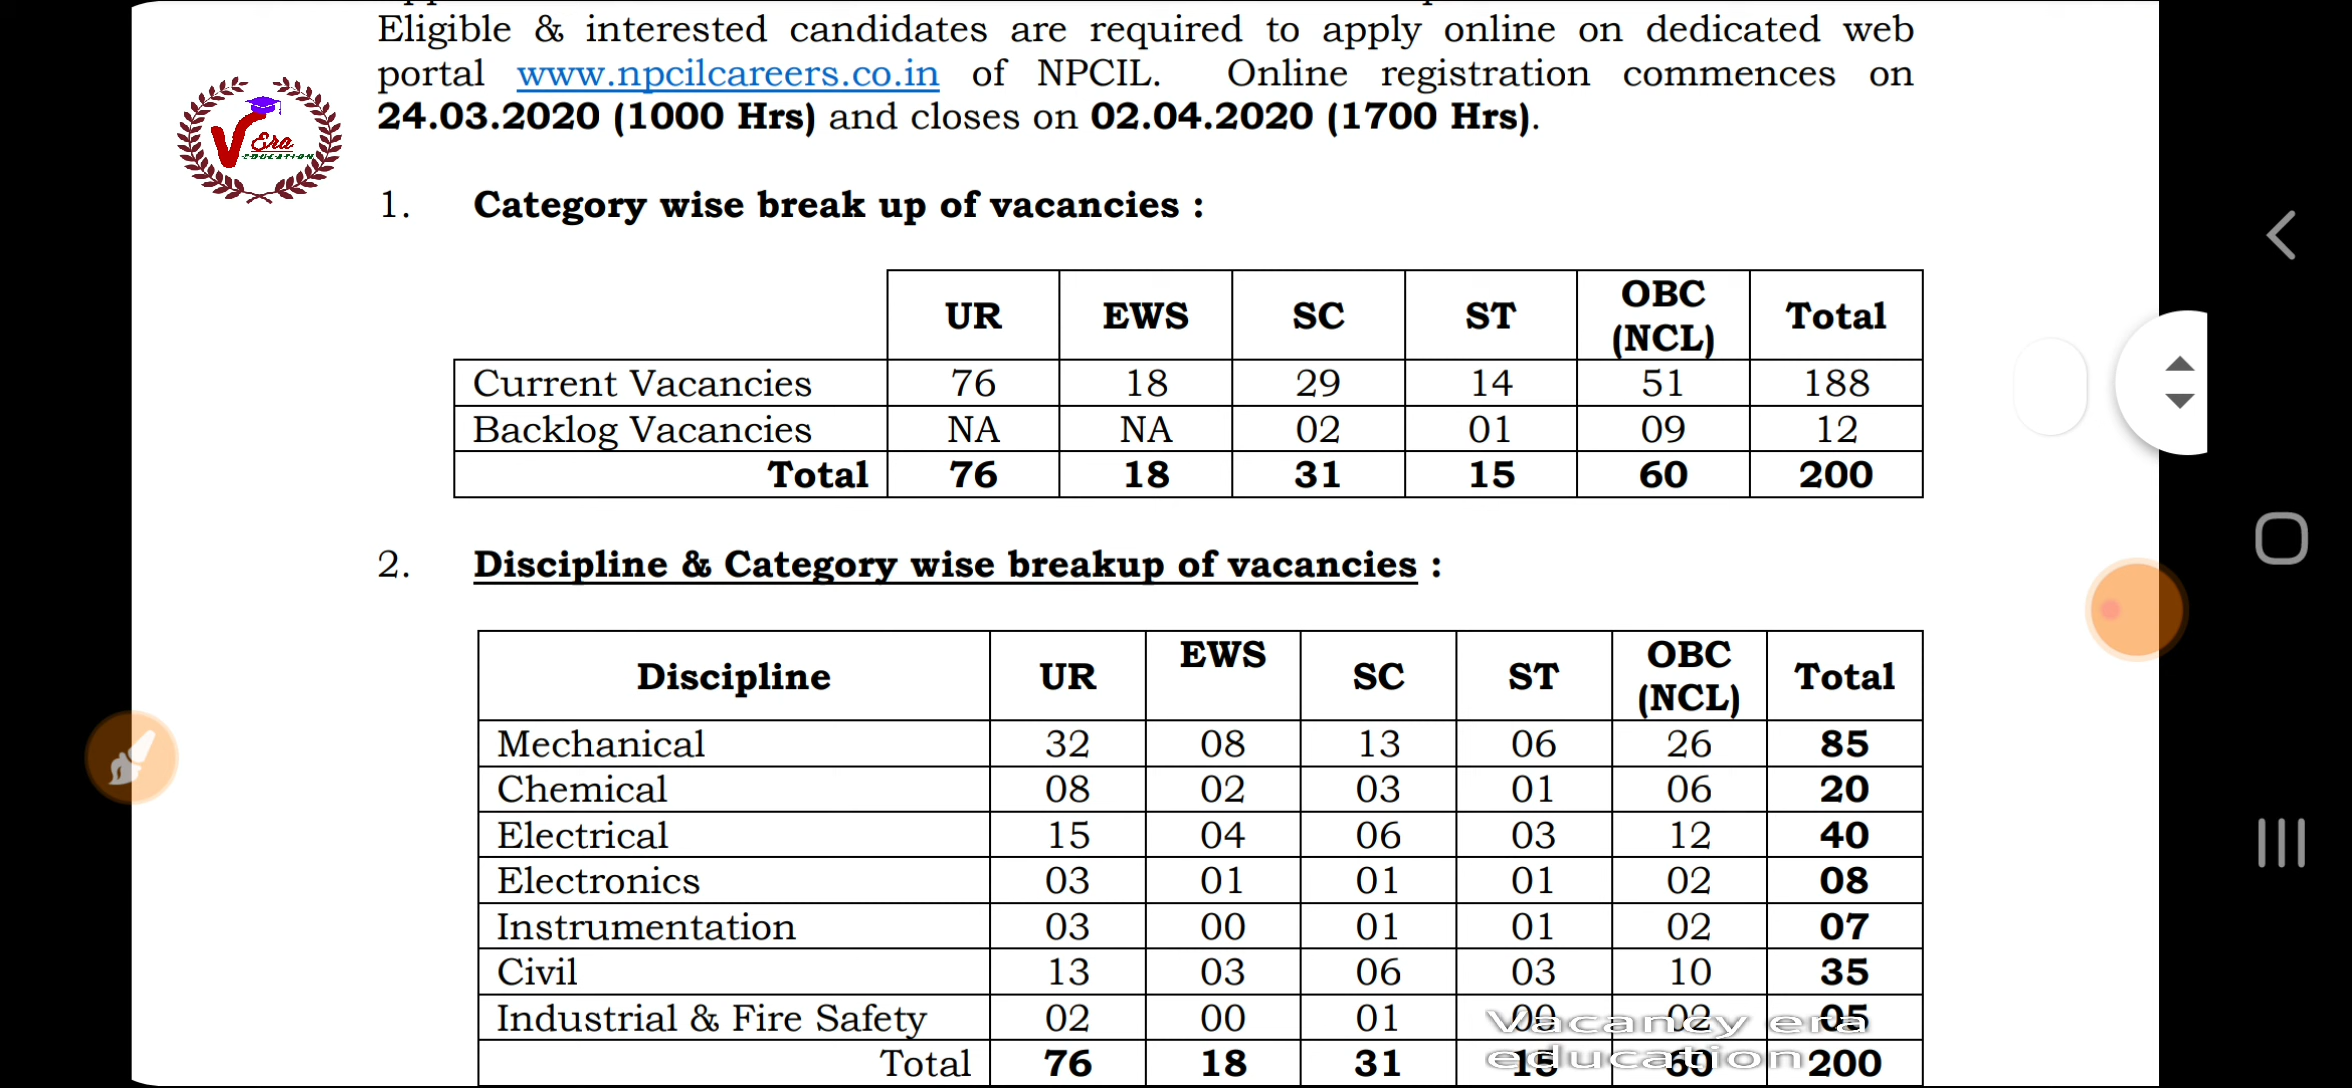 Eligible & interested candidates are required to apply online on dedicated web
portal www.npcilcareers.co.in of NPCIL. Online registration commences on
24.03.2020 (1000 Hrs) and closes on 02.04.2020 (1700 Hrs).
V Era
EDUCATION
1. Category wise break up of vacancies :
UR EWS SC ST OBC (NCL) Total
Current Vacancies 76 18 29 14 51 188
Backlog Vacancies NA NA 02 01 09 12
Total 76 18 31 15 60 200
2. Discipline & Category wise breakup of vacancies :
Discipline UR EWS SC ST OBC (NCL) Total
Mechanical 32 08 13 06 26 85
Chemical 08 02 03 01 06 20
Electrical 15 04 06 03 12 40
Electronics 03 01 01 01 02 08
Instrumentation 03 00 01 01 02 07
Civil 13 03 06 03 10 35
Industrial & Fire Safety 02 00 01 00 02 05
Total 76 18 31 15 60 200
Vacancy era
education